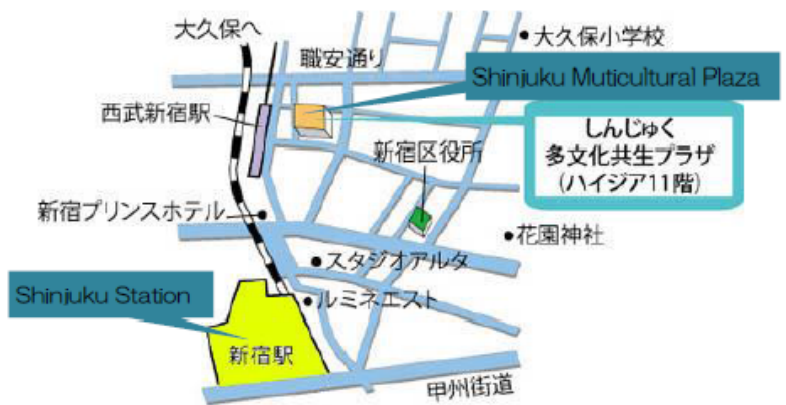 大久保へ
大久保小学校
職安通り
Shinjuku Muticultural Plaza
西武新宿駅
しんじゅく
多文化共生プラザ
(ハイジア11階)
新宿区役所
新宿プリンスホテル
花園神社
スタジオアルタ
Shinjuku Station
ルミネエスト
新宿駅
甲州街道